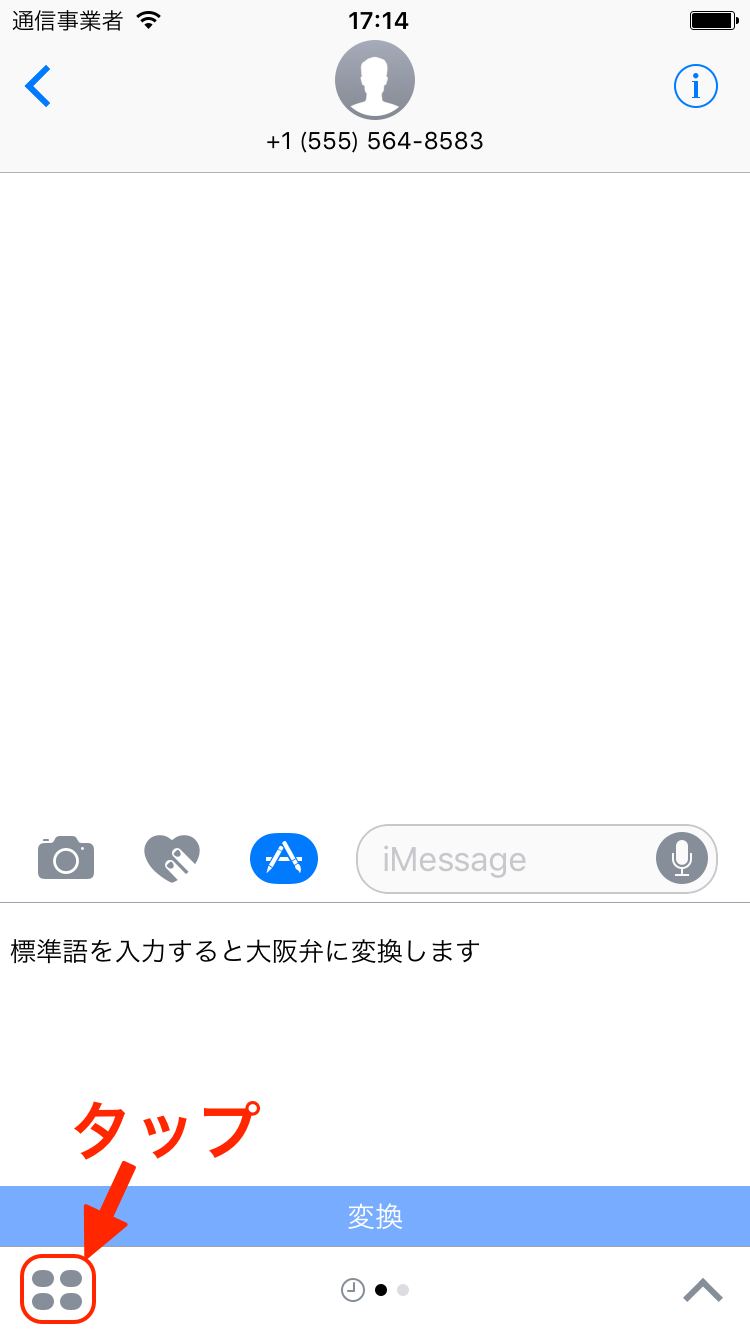 通信事業者 17:14
+1 (555) 564-8583
iMessage
標準語を入力すると大阪弁に変換します
タップ
変換